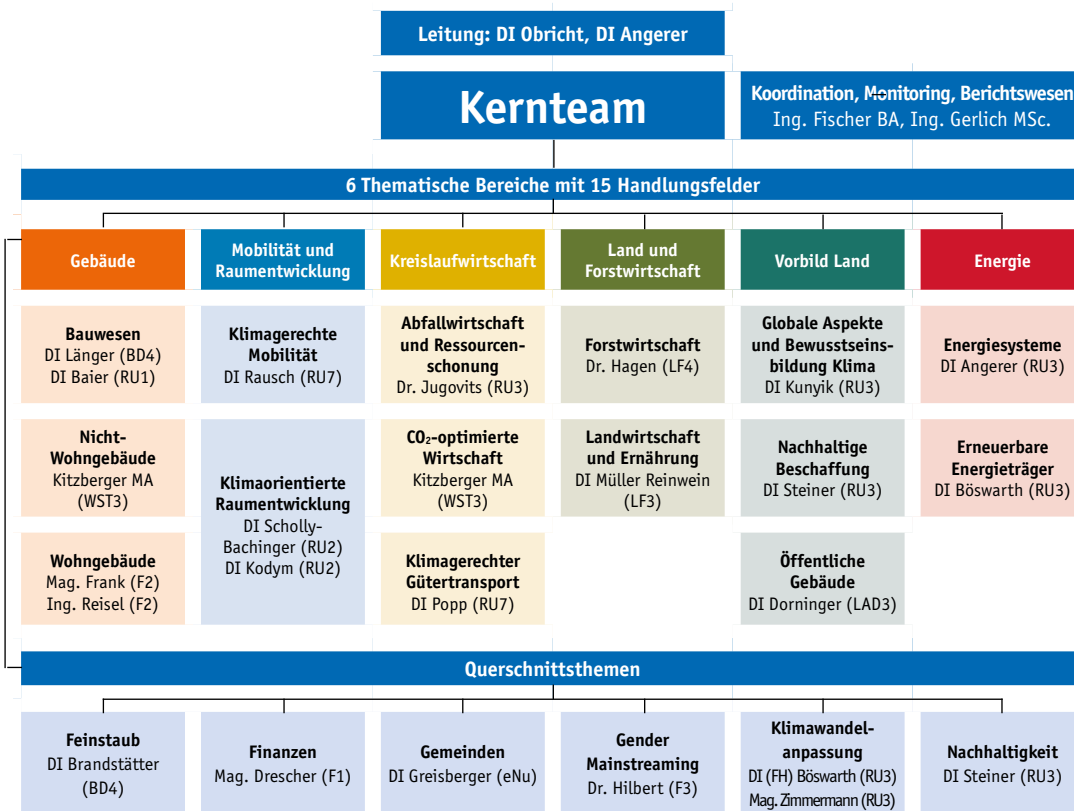 Leitung: DI Obricht, DI Angerer
Kernteam
Koordination, Monitoring, Berichtswesen
Ing. Fischer BA, Ing. Gerlich MSc.
6 Thematische Bereiche mit 15 Handlungsfelder
Gebäude
Mobilität und
Raumentwicklung
Kreislaufwirtschaft
Land und
Forstwirtschaft
Vorbild Land
Energie
Bauwesen
DI Länger (BD4)
DI Baier (RU1)
Klimagerechte
Mobilität
DI Rausch (RU7)
Abfallwirtschaft
und Ressourcen-
schonung
Dr. Jugovits (RU3)
Forstwirtschaft
Dr. Hagen (LF4)
Globale Aspekte
und Bewusstseins-
bildung Klima
DI Kunyik (RU3)
Energiesysteme
DI Angerer (RU3)
Nicht-
Wohngebäude
Kitzberger MA
(WST3)
Klimaorientierte
Raumentwicklung
DI Scholly-
Bachinger (RU2)
DI Kodym (RU2)
CO₂-optimierte
Wirtschaft
Kitzberger MA
(WST3)
Landwirtschaft
und Ernährung
DI Müller Reinwein
(LF3)
Nachhaltige
Beschaffung
DI Steiner (RU3)
Erneuerbare
Energieträger
DI Böswarth (RU3)
Wohngebäude
Mag. Frank (F2)
Ing. Reisel (F2)
Klimagerechter
Gütertransport
DI Popp (RU7)
Öffentliche
Gebäude
DI Dorninger (LAD3)
Querschnittsthemen
Feinstaub
DI Brandstätter
(BD4)
Finanzen
Mag. Drescher (F1)
Gemeinden
DI Greisberger (eNu)
Gender
Mainstreaming
Dr. Hilbert (F3)
Klimawandel-
anpassung
DI (FH) Böswarth (RU3)
Mag. Zimmermann (RU3)
Nachhaltigkeit
DI Steiner (RU3)